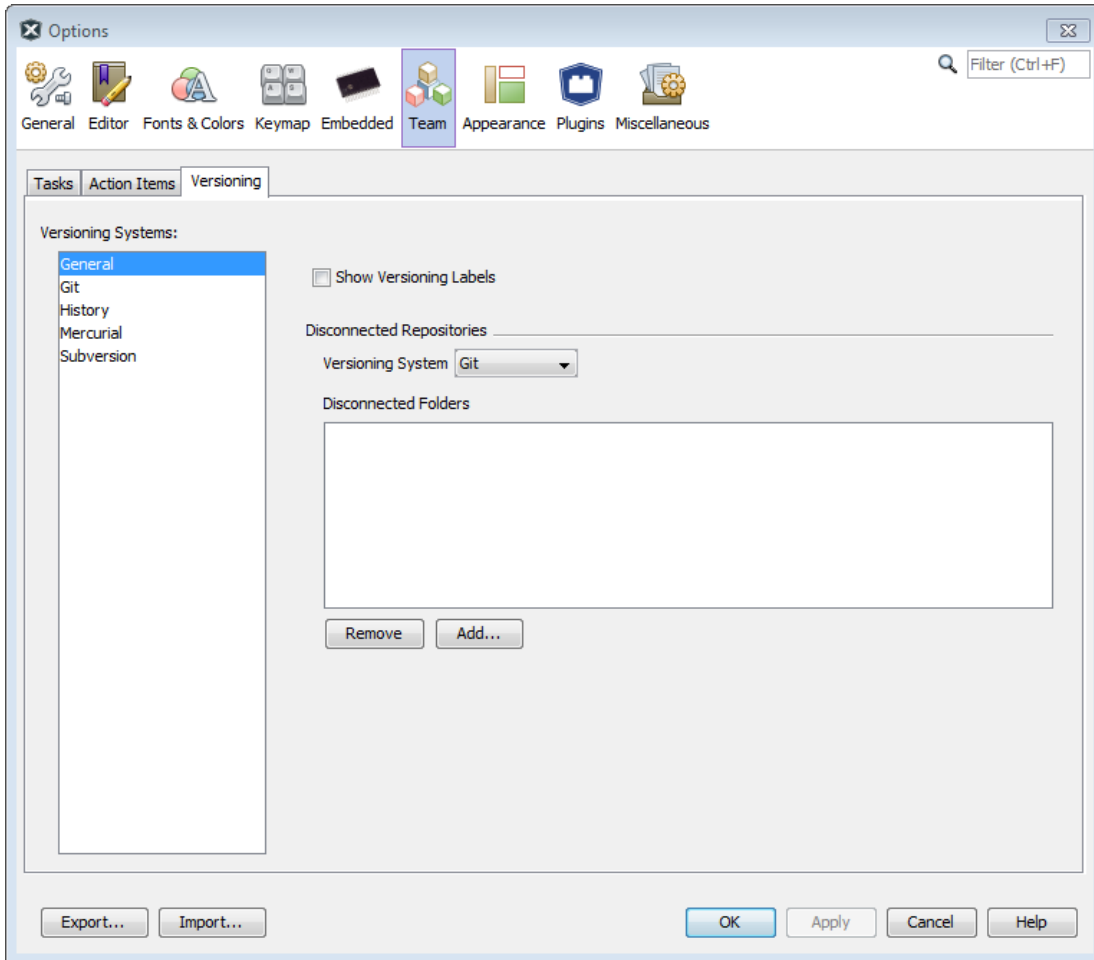 Options
Filter (Ctrl+F)
General Editor Fonts & Colors Keymap Embedded Team Appearance Plugins Miscellaneous
Tasks Action Items Versioning
Versioning Systems:
General
Git
History
Mercurial
Subversion
Show Versioning Labels
Disconnected Repositories
Versioning System Git
Disconnected Folders
Remove Add...
Export... Import... OK Apply Cancel Help